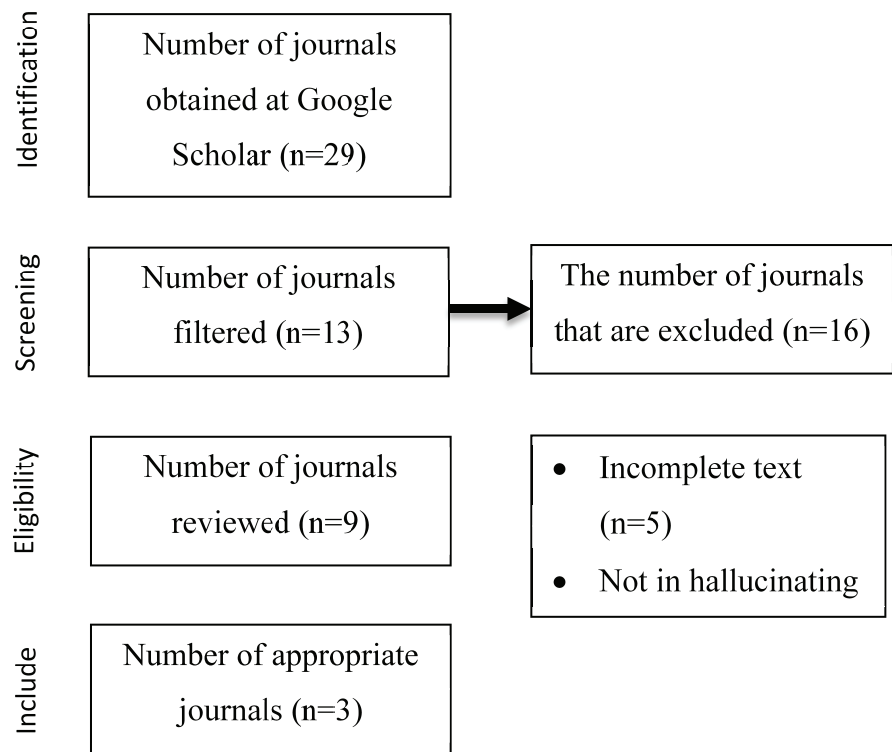 Identification
Number of journals
obtained at Google
Scholar (n=29)
Screening
Number of journals
filtered (n=13)
The number of journals
that are excluded (n=16)
Eligibility
Number of journals
reviewed (n=9)
• Incomplete text
(n=5)
• Not in hallucinating
Include
Number of appropriate
journals (n=3)